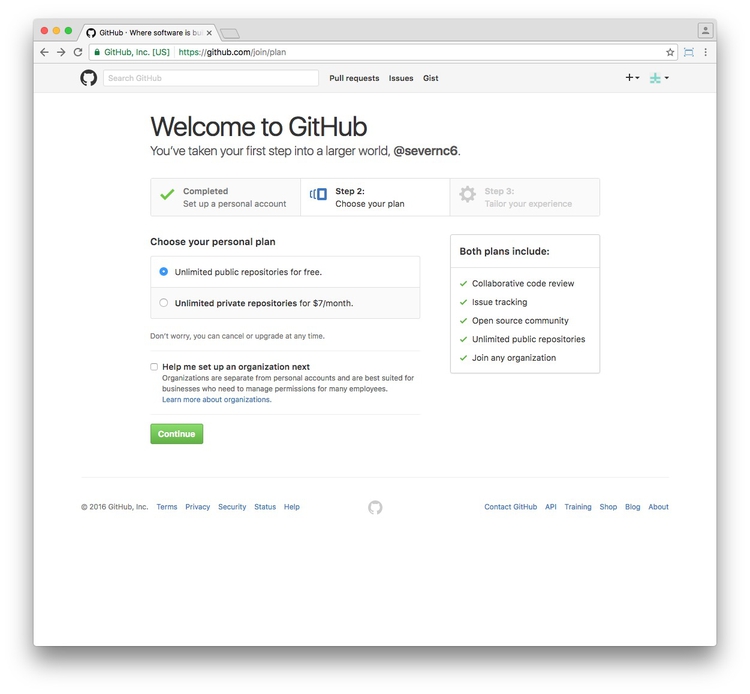 GitHub · Where software is bu
GitHub, Inc. [US] https://github.com/join/plan
Search GitHub Pull requests Issues Gist
Welcome to GitHub
You've taken your first step into a larger world, @severnc6.
Completed
Set up a personal account
Step 2:
Choose your plan
Step 3:
Tailor your experience
Choose your personal plan
Unlimited public repositories for free.
Unlimited private repositories for $7/month.
Don't worry, you can cancel or upgrade at any time.
Help me set up an organization next
Organizations are separate from personal accounts and are best suited for
businesses who need to manage permissions for many employees.
Learn more about organizations.
Continue
Both plans include:
Collaborative code review
Issue tracking
Open source community
Unlimited public repositories
Join any organization
© 2016 GitHub, Inc. Terms Privacy Security Status Help
Contact GitHub API Training Shop Blog About